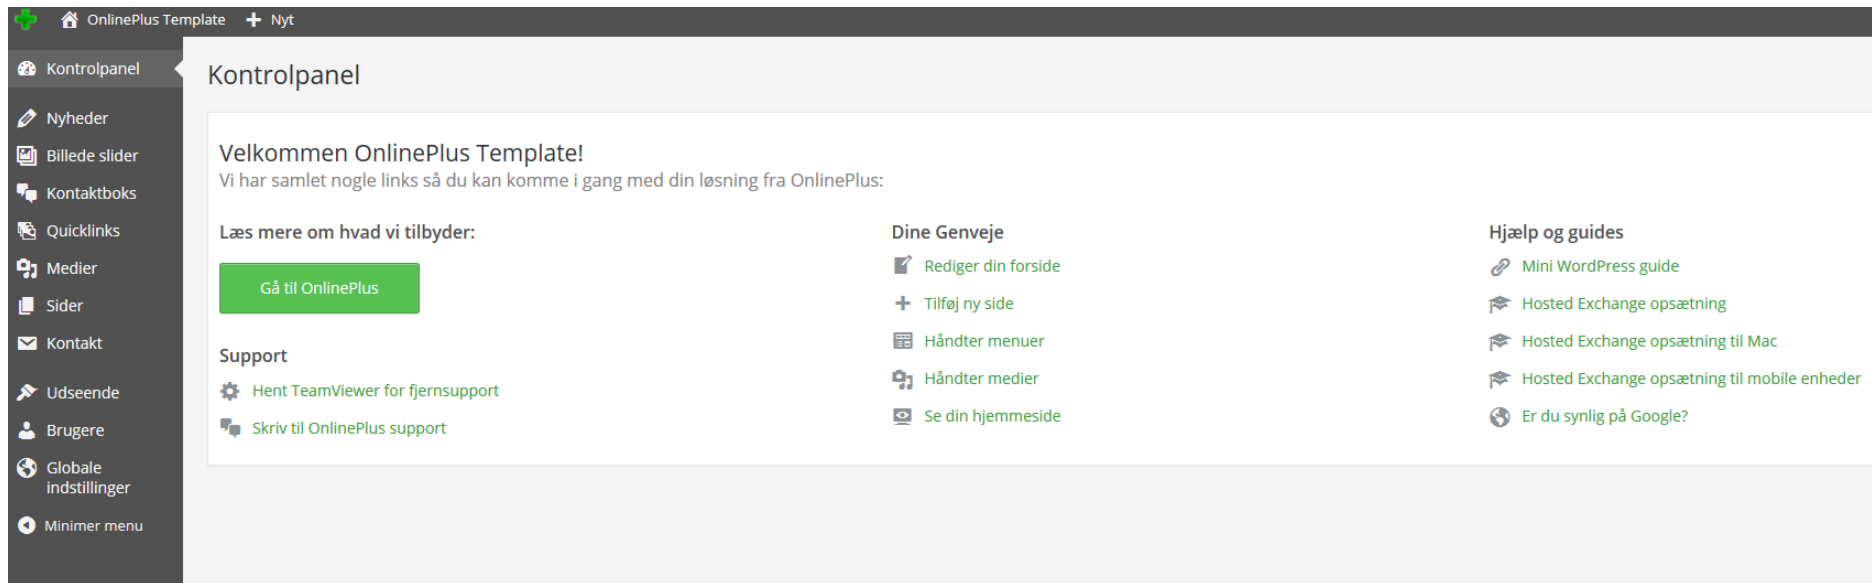 OnlinePlus Template
Nyt
Kontrolpanel
Nyheder
Billede slider
Kontaktboks
Quicklinks
Medier
Sider
Kontakt
Udseende
Brugere
Globale
indstillinger
Minimer menu
Kontrolpanel
Velkommen OnlinePlus Template!
Vi har samlet nogle links så du kan komme i gang med din løsning fra OnlinePlus:
Læs mere om hvad vi tilbyder:
Gå til OnlinePlus
Support
Hent TeamViewer for fjernsupport
Skriv til OnlinePlus support
Dine Genveje
Rediger din forside
Tilføj ny side
Håndter menuer
Håndter medier
Se din hjemmeside
Hjælp og guides
Mini WordPress guide
Hosted Exchange opsætning
Hosted Exchange opsætning til Mac
Hosted Exchange opsætning til mobile enheder
Er du synlig på Google?